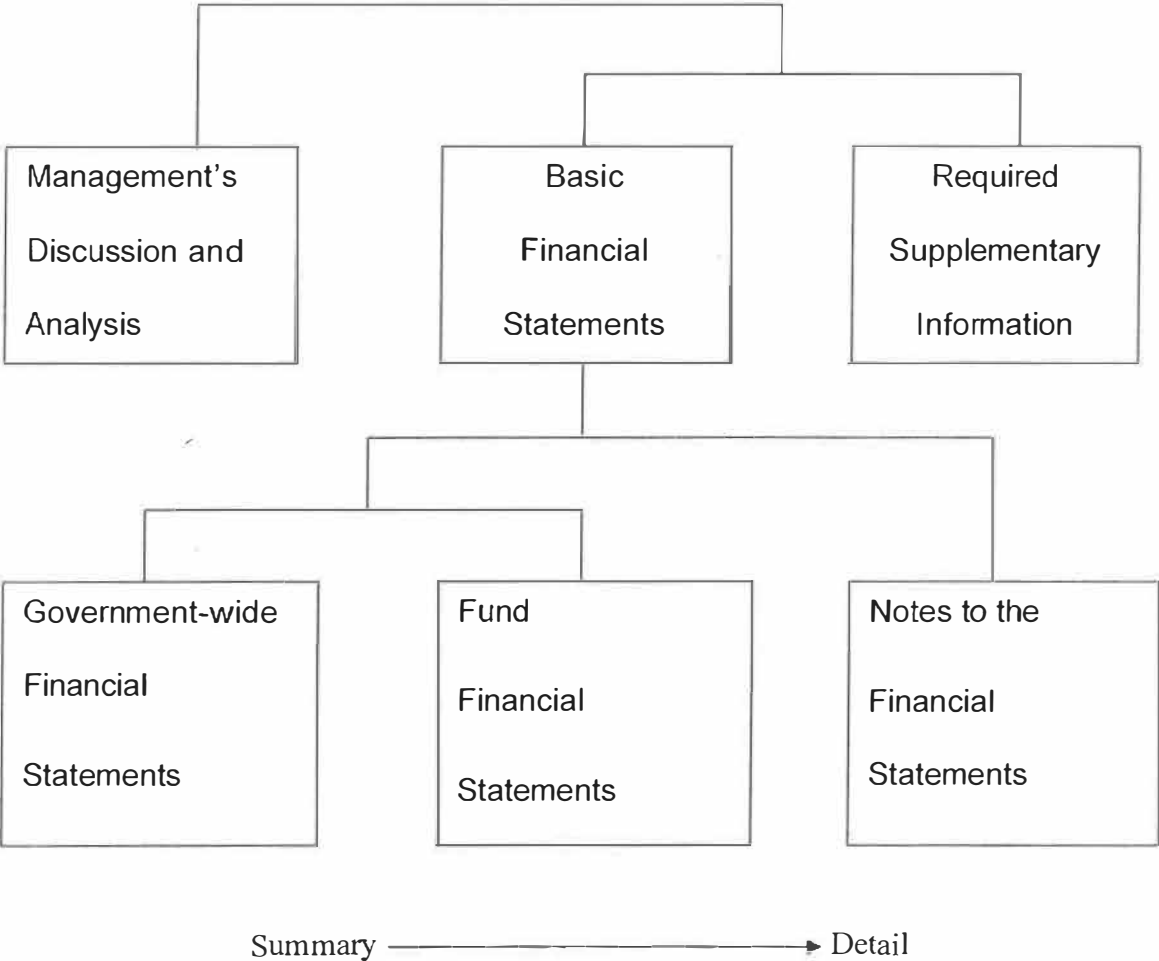 Management's
Discussion and
Analysis
Basic
Financial
Statements
Required
Supplementary
Information
Government-wide
Financial
Statements
Fund
Financial
Statements
Notes to the
Financial
Statements
Summary
Detail